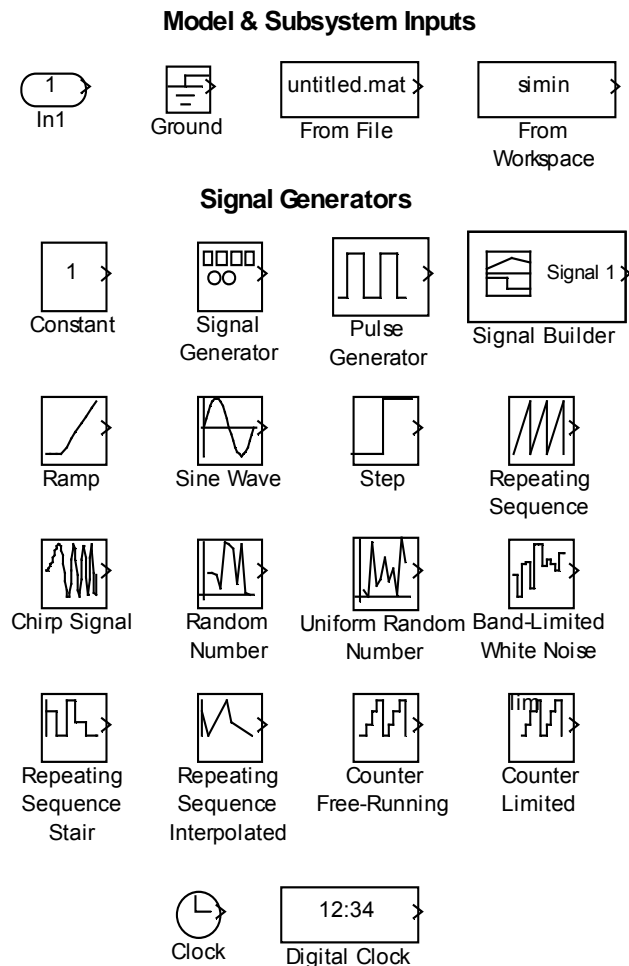 Model & Subsystem Inputs
1
In1
Ground
untitled.mat
From File
simin
From
Workspace
Signal Generators
1
Constant
Signal
Generator
Pulse
Generator
Signal 1
Signal Builder
Ramp
Sine Wave
Step
Repeating
Sequence
Chirp Signal
Random
Number
Uniform Random
Number
Band-Limited
White Noise
Repeating
Sequence
Stair
Repeating
Sequence
Interpolated
Counter
Free-Running
lim
Counter
Limited
Clock
12:34
Digital Clock